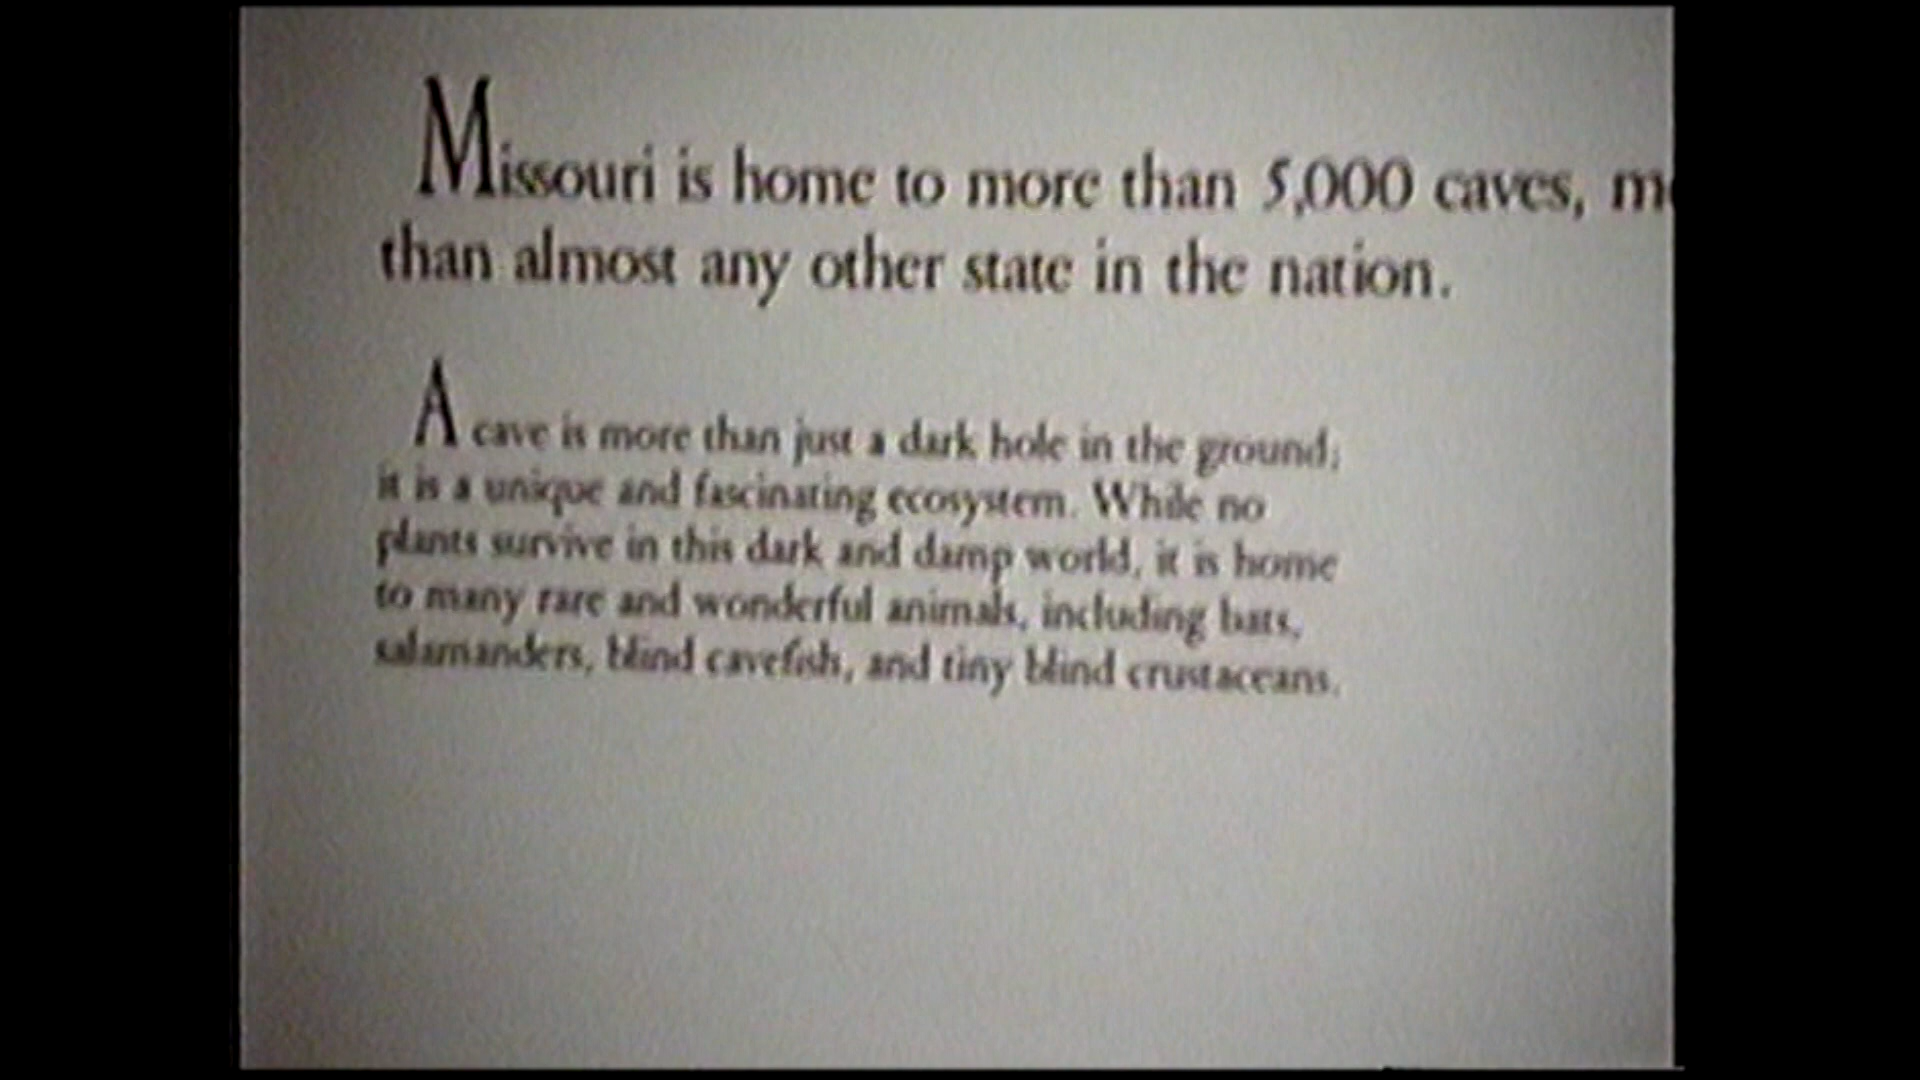 Missouri is home to more than 5,000 caves, m
than almost any other state in the nation.
A cave is more than just a dark hole in the ground;
it is a unique and fascinating ecosystem. While no
plants survive in this dark and damp world, it is home
to many rare and wonderful animals, including bats,
salamanders, blind cavefish, and tiny blind crustaceans.